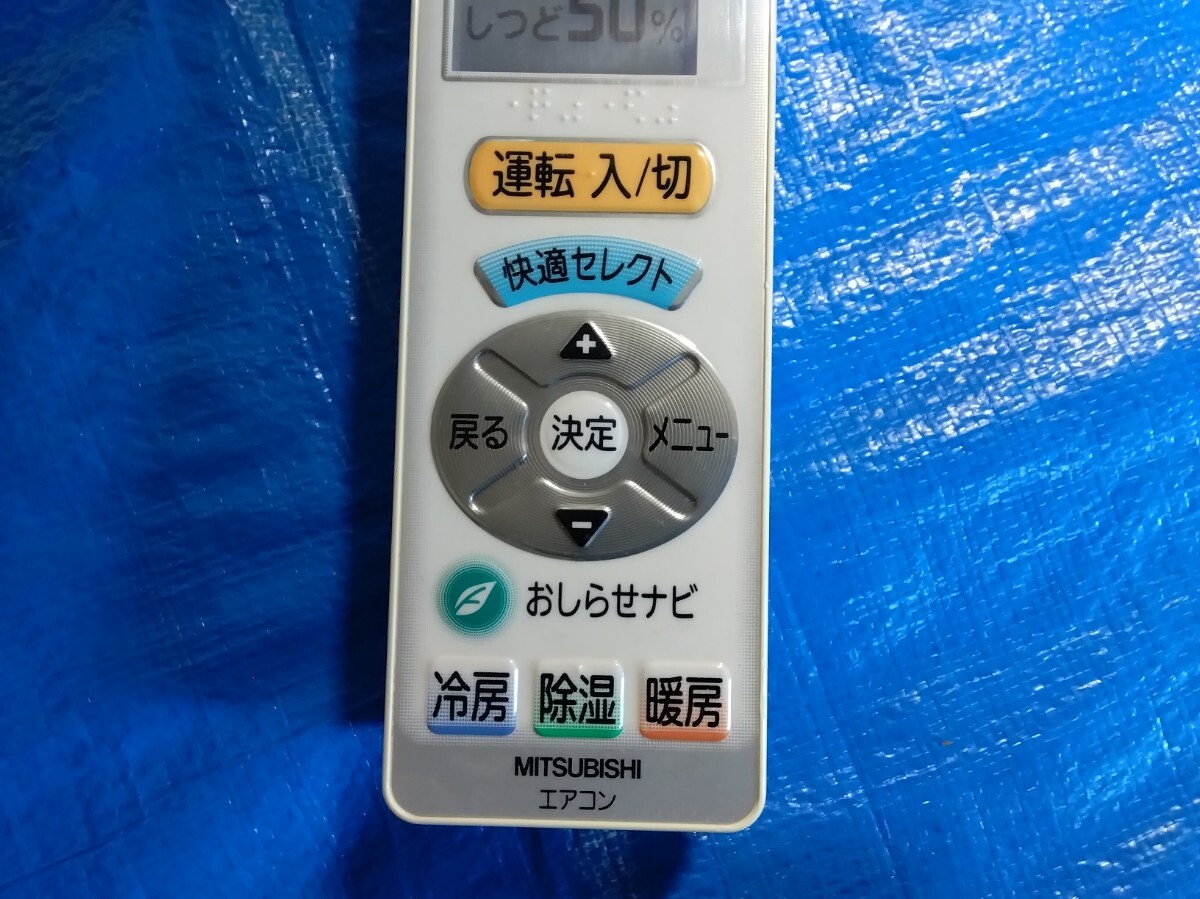 しつど50%
運転 入/切
快適セレクト
+
戻る 決定 メニュー
-
おしらせナビ
冷房 除湿 暖房
MITSUBISHI
エアコン